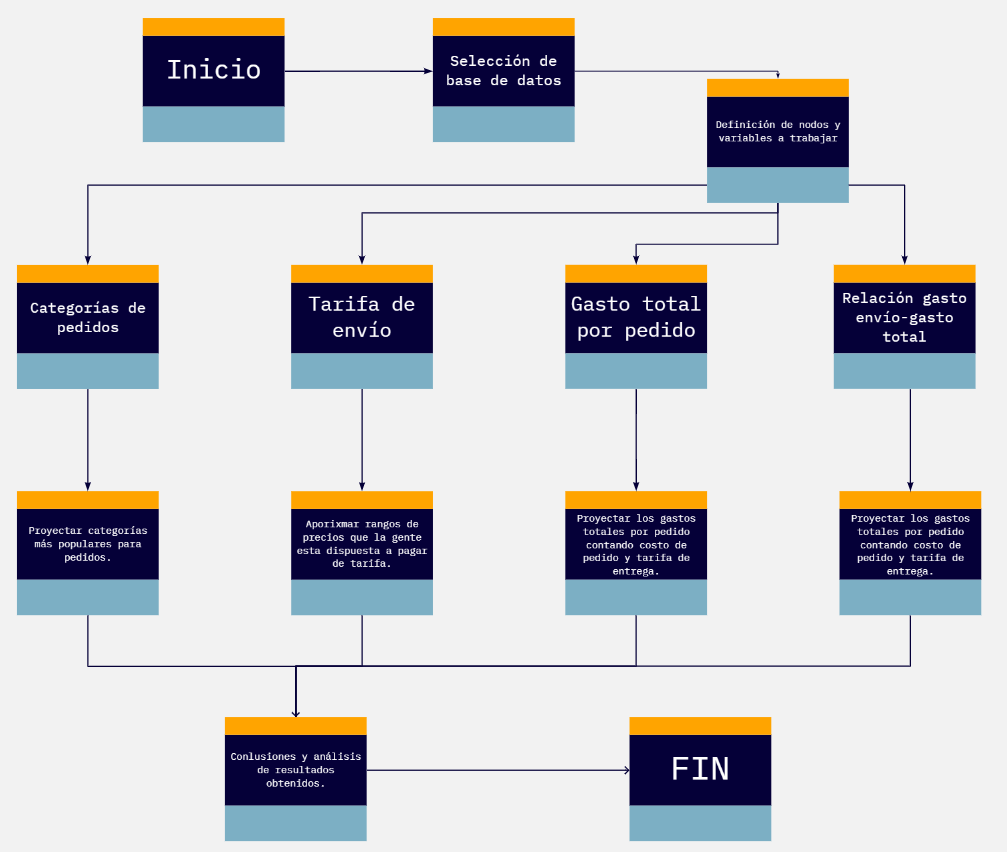 Inicio
Selección de
base de datos
Definición de nodos y
variables a trabajar
Categorías de
pedidos
Tarifa de
envío
Gasto total
por pedido
Relación gasto
envío-gasto
total
Proyectar categorías
más populares para
pedidos.
Aporixmar rangos de
precios que la gente
esta dispuesta a pagar
de tarifa.
Proyectar los gastos
totales por pedido
contando costo de
pedido y tarifa de
entrega.
Proyectar los gastos
totales por pedido
contando costo de
pedido y tarifa de
entrega.
Conlusiones y análisis
de resultados
obtenidos.
FIN